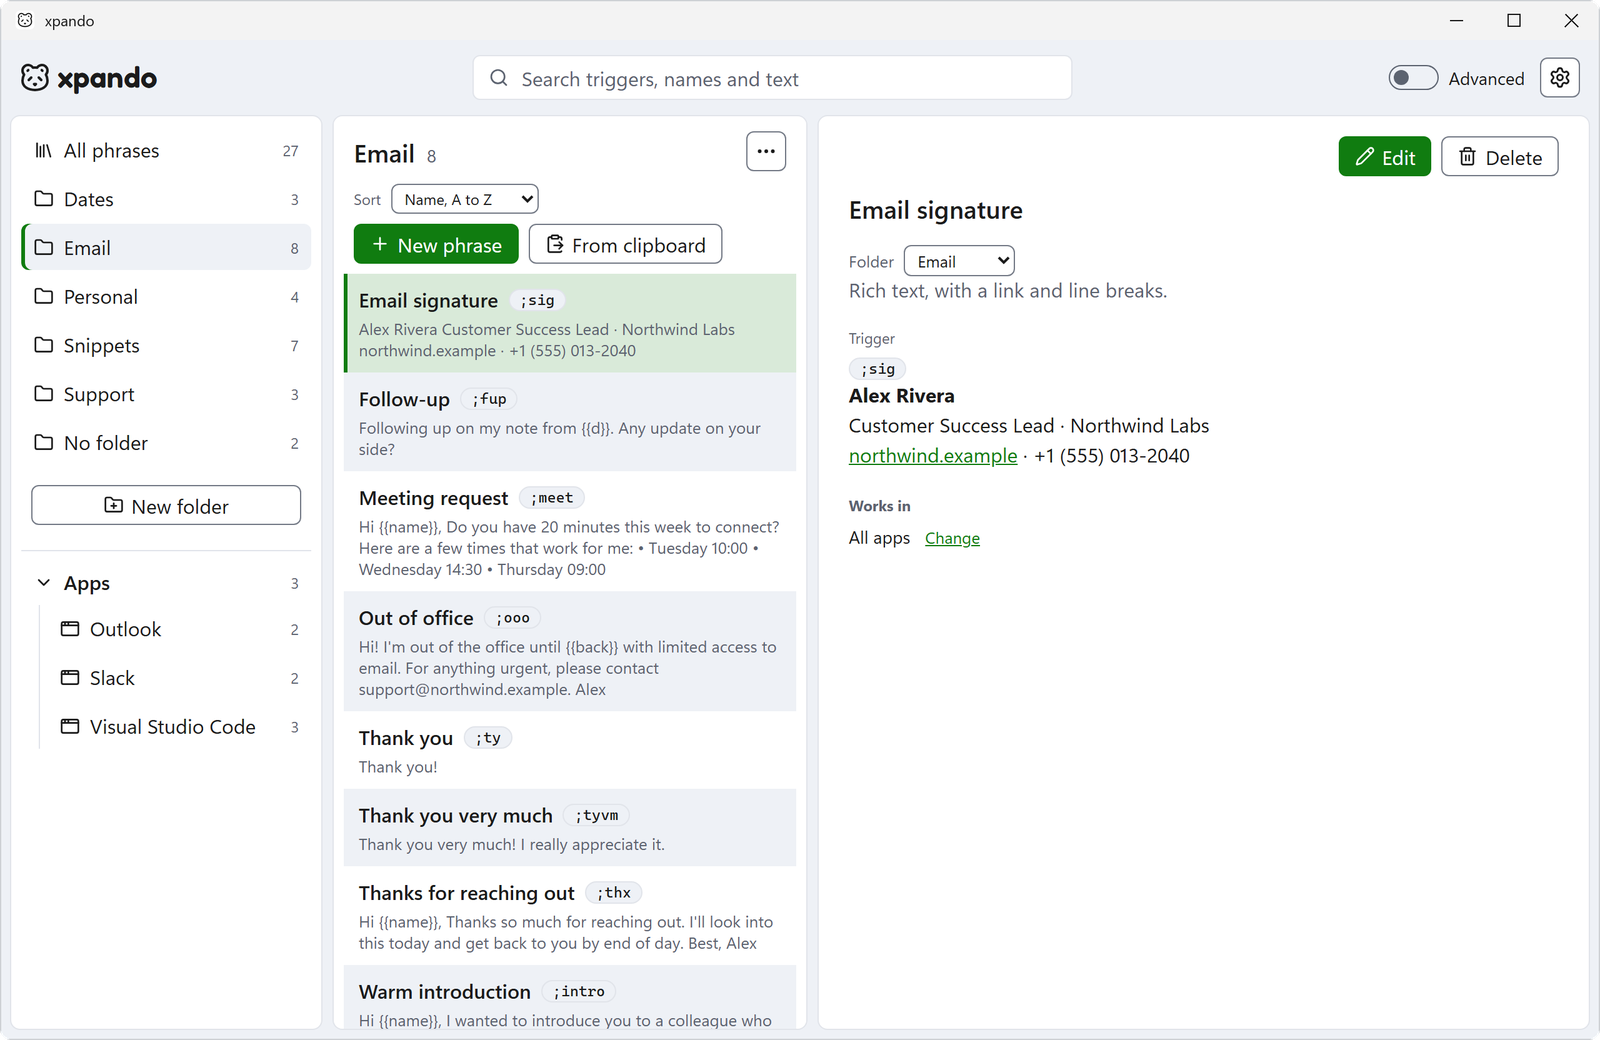 xpando
xpando
Search triggers, names and text
Advanced
All phrases 27
Dates 3
Email 8
Personal 4
Snippets 7
Support 3
No folder 2
New folder
Apps 3
Outlook 2
Slack 2
Visual Studio Code 3
Email 8
Sort Name, A to Z
New phrase From clipboard
Email signature ;sig
Alex Rivera Customer Success Lead · Northwind Labs
northwind.example · +1 (555) 013-2040
Follow-up ;fup
Following up on my note from {{d}}. Any update on your
side?
Meeting request ;meet
Hi {{name}}, Do you have 20 minutes this week to connect?
Here are a few times that work for me: • Tuesday 10:00 •
Wednesday 14:30 • Thursday 09:00
Out of office ;ooo
Hi! I'm out of the office until {{back}} with limited access to
email. For anything urgent, please contact
support@northwind.example. Alex
Thank you ;ty
Thank you!
Thank you very much ;tyvm
Thank you very much! I really appreciate it.
Thanks for reaching out ;thx
Hi {{name}}, Thanks so much for reaching out. I'll look into
this today and get back to you by end of day. Best, Alex
Warm introduction ;intro
Hi {{name}}, I wanted to introduce you to a colleague who
Edit Delete
Email signature
Folder Email
Rich text, with a link and line breaks.
Trigger
;sig
Alex Rivera
Customer Success Lead · Northwind Labs
northwind.example · +1 (555) 013-2040
Works in
All apps Change